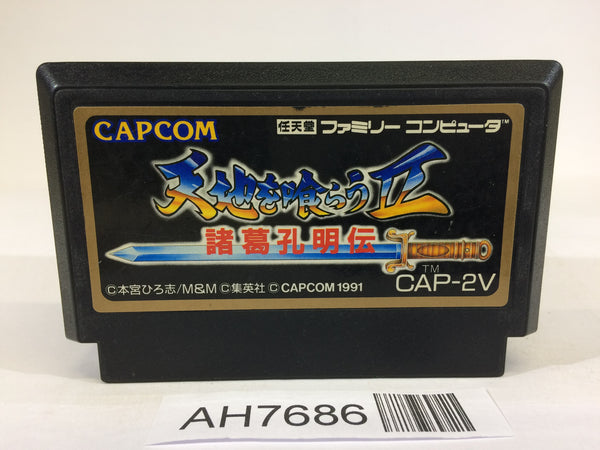 CAPCOM
任天堂 ファミリー コンピュータ™
天地を喰らうII
諸葛孔明伝
TM
CAP-2V
©本宮ひろ志/M&M ©集英社 ©CAPCOM 1991
AH7686